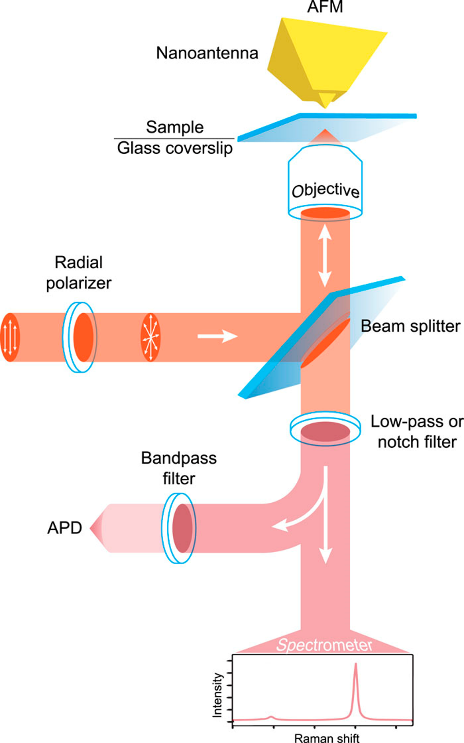 AFM
Nanoantenna
Sample
Glass coverslip
Objective
Radial
polarizer
Beam splitter
Low-pass or
notch filter
Bandpass
filter
APD
Spectrometer
Intensity
Raman shift